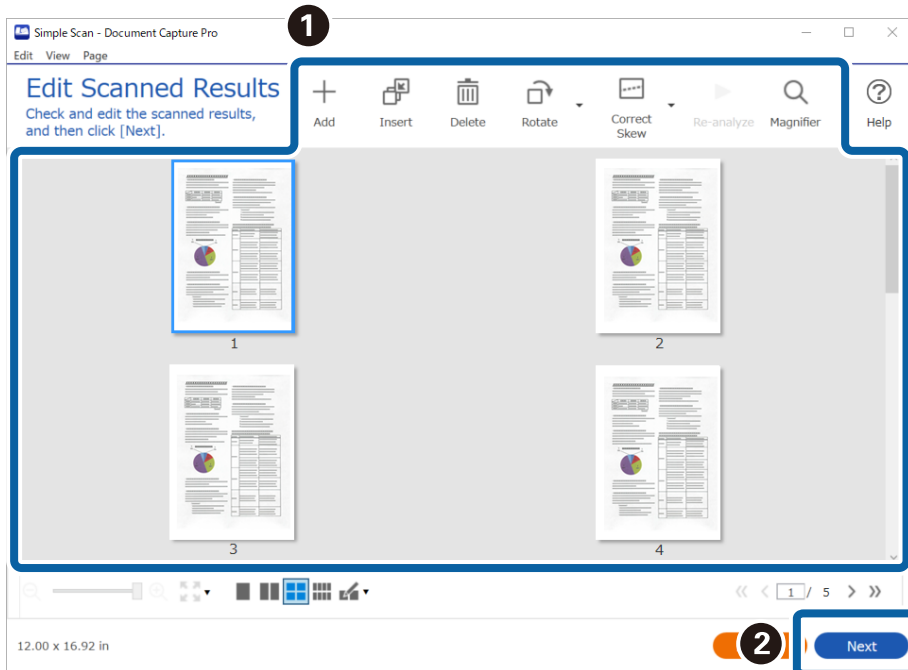 Simple Scan - Document Capture Pro
1
Edit View Page
Edit Scanned Results
Check and edit the scanned results,
and then click [Next].
Add
Insert
Delete
Rotate
Correct
Skew
Re-analyze
Magnifier
Help
1
2
3
4
1 / 5
12.00 x 16.92 in
2
Next